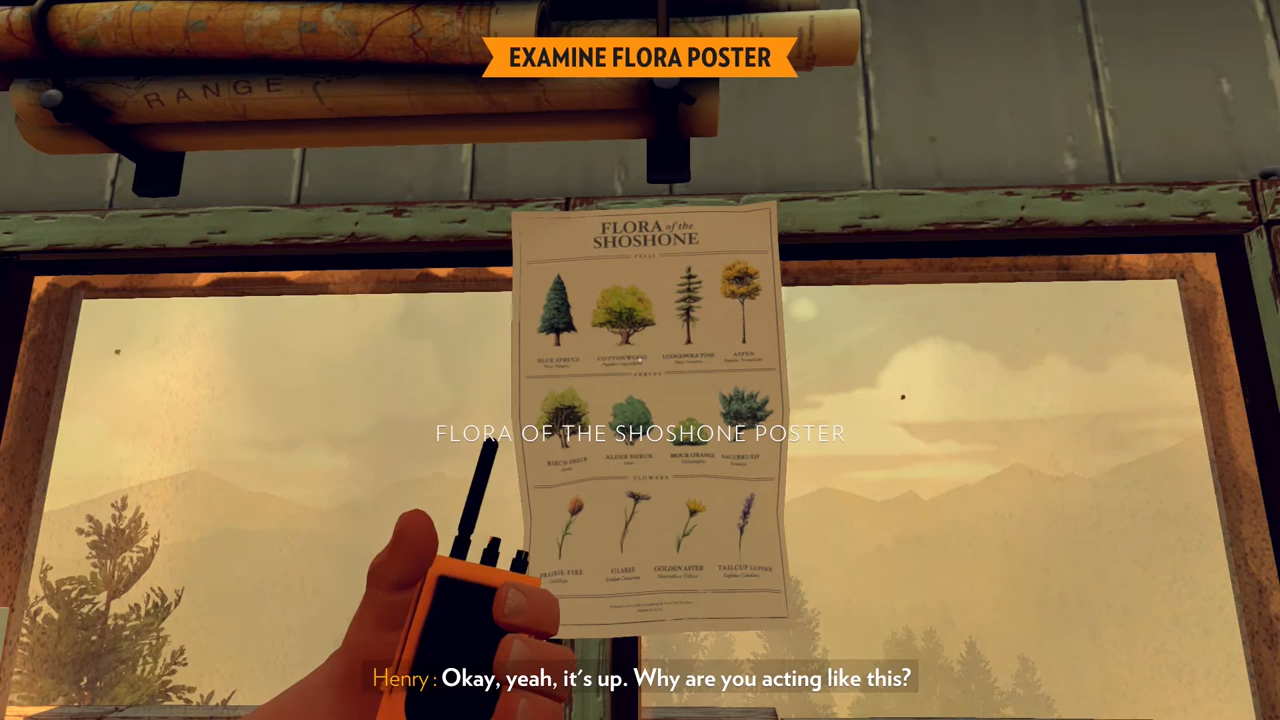 EXAMINE FLORA POSTER
RANGE
FLORA of the
SHOSHONE
TREES
BLUE SPRUCE COTTONWOOD LODGEPOLE PINE ASPEN
SHRUBS
FLORA OF THE SHOSHONE POSTER
BIRCH SHRUB ALDER SHRUB MOCK ORANGE SAGEBRUSH
FLOWERS
PRAIRIE-FIRE FILAREE GOLDEN ASTER TAILCUP LUPINE
Henry : Okay, yeah, it's up. Why are you acting like this?